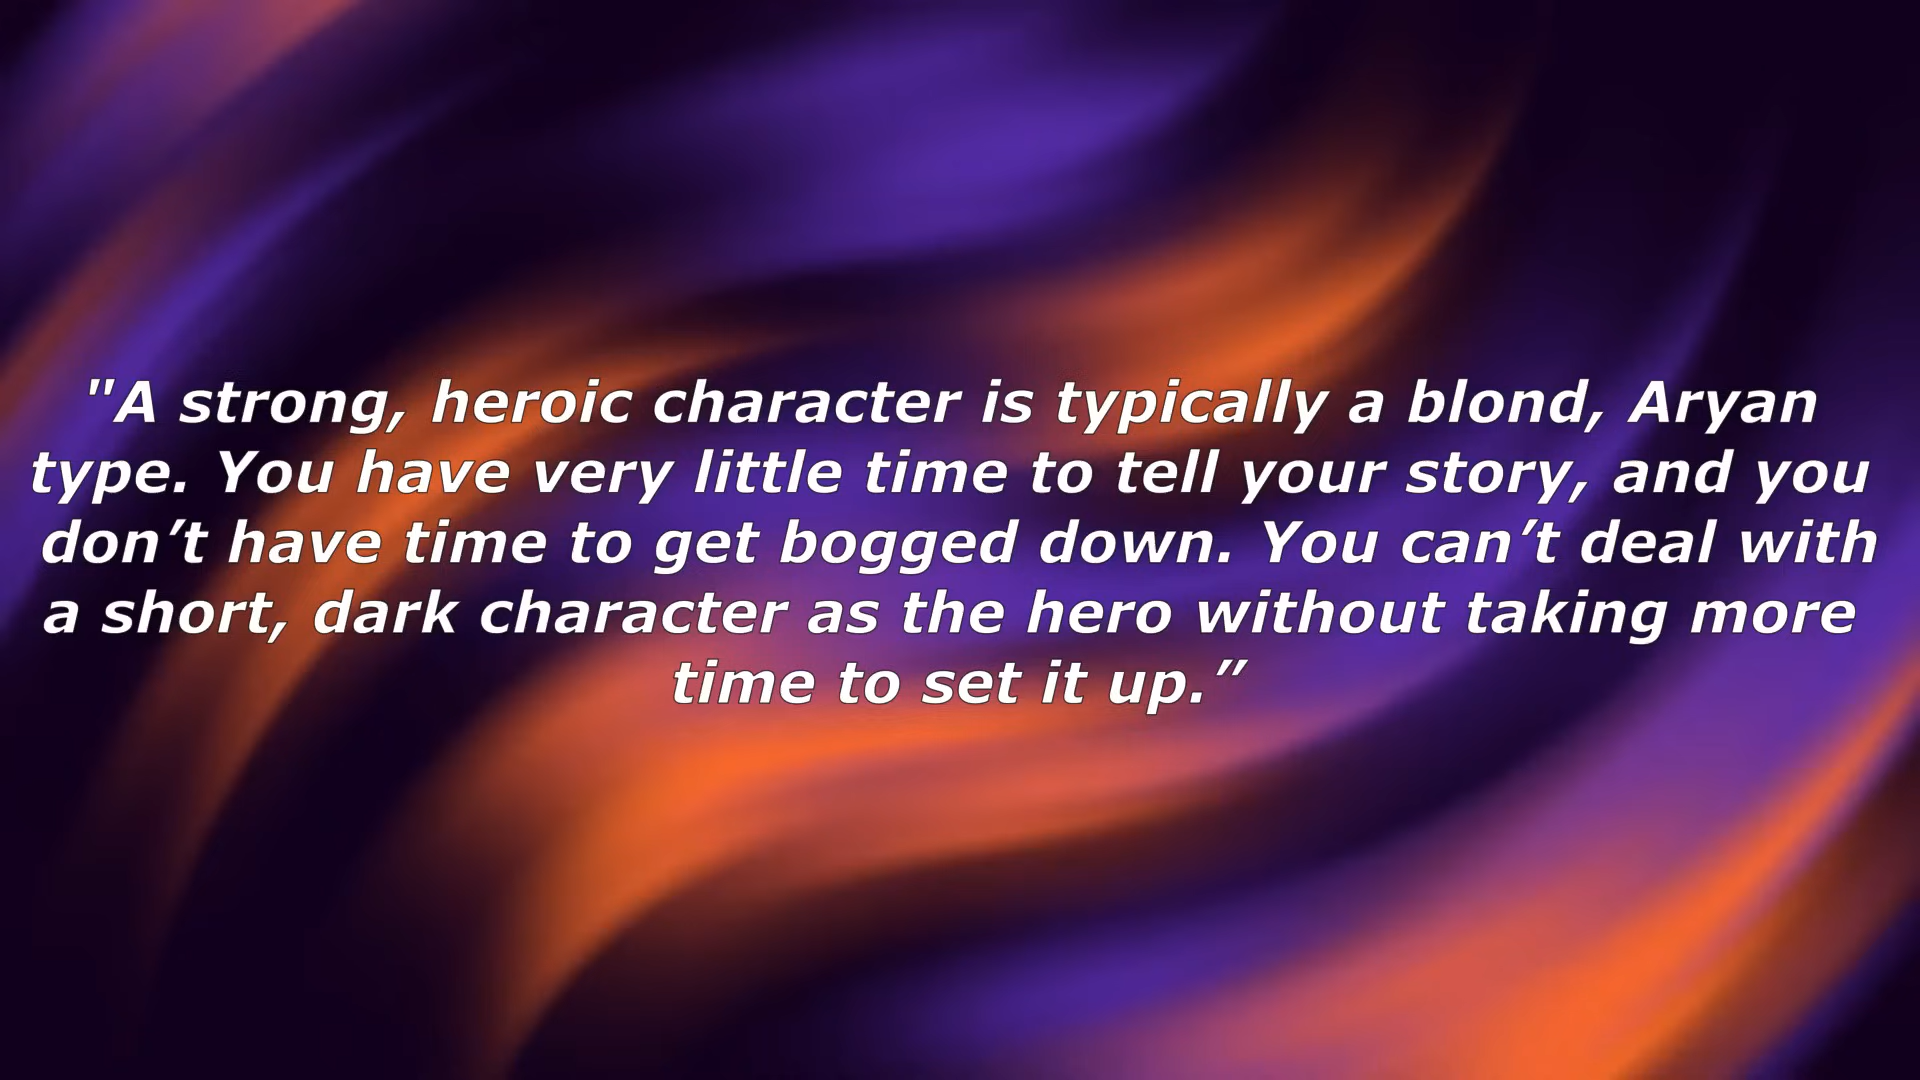 "A strong, heroic character is typically a blond, Aryan
type. You have very little time to tell your story, and you
don’t have time to get bogged down. You can’t deal with
a short, dark character as the hero without taking more
time to set it up.”